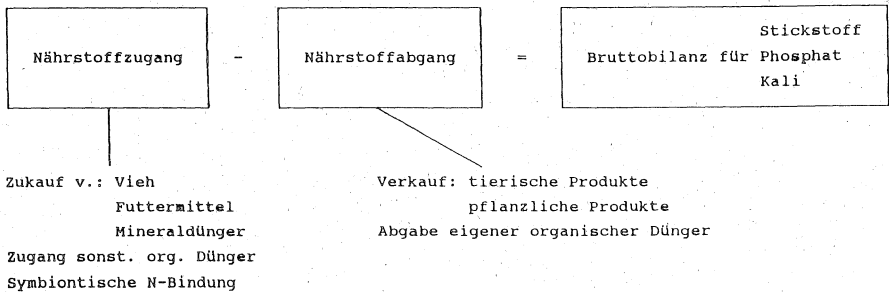 Stickstoff
Nährstoffzugang - Nährstoffabgang = Bruttobilanz für Phosphat
Kali
Zukauf v.: Vieh
Futtermittel
Mineraldünger
Zugang sonst. org. Dünger
Symbiontische N-Bindung
Verkauf: tierische Produkte
pflanzliche Produkte
Abgabe eigener organischer Dünger